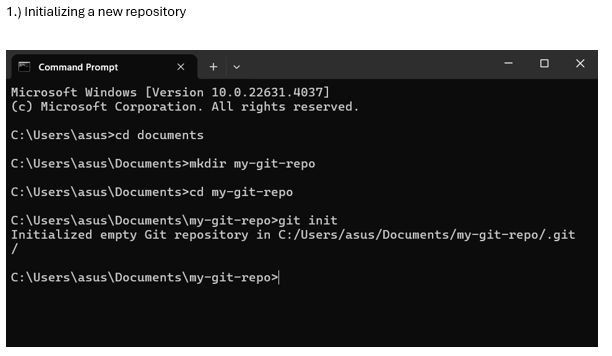 1.) Initializing a new repository
Command Prompt
Microsoft Windows [Version 10.0.22631.4037]
(c) Microsoft Corporation. All rights reserved.
C:\Users\asus>cd documents
C:\Users\asus\Documents>mkdir my-git-repo
C:\Users\asus\Documents>cd my-git-repo
C:\Users\asus\Documents\my-git-repo>git init
Initialized empty Git repository in C:/Users/asus/Documents/my-git-repo/.git
/
C:\Users\asus\Documents\my-git-repo>